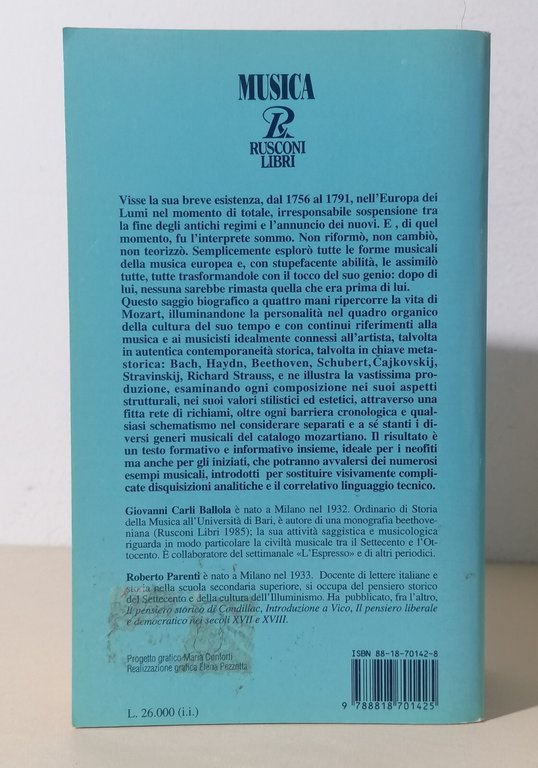 MUSICA
R
RUSCONI
LIBRI
Visse la sua breve esistenza, dal 1756 al 1791, nell'Europa dei
Lumi nel momento di totale, irresponsabile sospensione tra
la fine degli antichi regimi e l'annuncio dei nuovi. E , di quel
momento, fu l'interprete sommo. Non riformò, non cambiò,
non teorizzò. Semplicemente esplorò tutte le forme musicali
della musica europea e, con stupefacente abilità, le assimilò
tutte, tutte trasformandole con il tocco del suo genio: dopo di
lui, nessuna sarebbe rimasta quella che era prima di lui.
Questo saggio biografico a quattro mani ripercorre la vita di
Mozart, illuminandone la personalità nel quadro organico
della cultura del suo tempo e con continui riferimenti alla
musica e ai musicisti idealmente connessi all'artista, talvolta
in autentica contemporaneità storica, talvolta in chiave meta-
storica: Bach, Haydn, Beethoven, Schubert,Čajkovskij,
Stravinskij, Richard Strauss, e ne illustra la vastissima pro-
duzione, esaminando ogni composizione nei suoi aspetti
strutturali, nei suoi valori stilistici ed estetici, attraverso una
fitta rete di richiami, oltre ogni barriera cronologica e qual-
siasi schematismo nel considerare separati e a sé stanti i di-
versi generi musicali del catalogo mozartiano. Il risultato è
un testo formativo e informativo insieme, ideale per i neofiti
ma anche per gli iniziati, che potranno avvalersi dei numerosi
esempi musicali, introdotti per sostituire visivamente compli-
cate disquisizioni analitiche e il correlativo linguaggio tecnico.
Giovanni Carli Ballola è nato a Milano nel 1932. Ordinario di Storia
della Musica all'Università di Bari, è autore di una monografia beethove-
niana (Rusconi Libri 1985); la sua attività saggistica e musicologica
riguarda in modo particolare la civiltà musicale tra il Settecento e l'Ot-
tocento. È collaboratore del settimanale «L'Espresso» e di altri periodici.
Roberto Parenti è nato a Milano nel 1933. Docente di lettere italiane e
storia nella scuola secondaria superiore, si occupa del pensiero storico
del Settecento e della cultura dell'Illuminismo. Ha pubblicato, fra l'altro,
Il pensiero storico di Condillac, Introduzione a Vico, Il pensiero liberale
e democratico nei secoli XVII e XVIII.
Progetto grafico Maria Conforti
Realizzazione grafica Elena Pezzotta
L. 26.000 (i.i.)
ISBN 88-18-70142-8
9 788818 701425